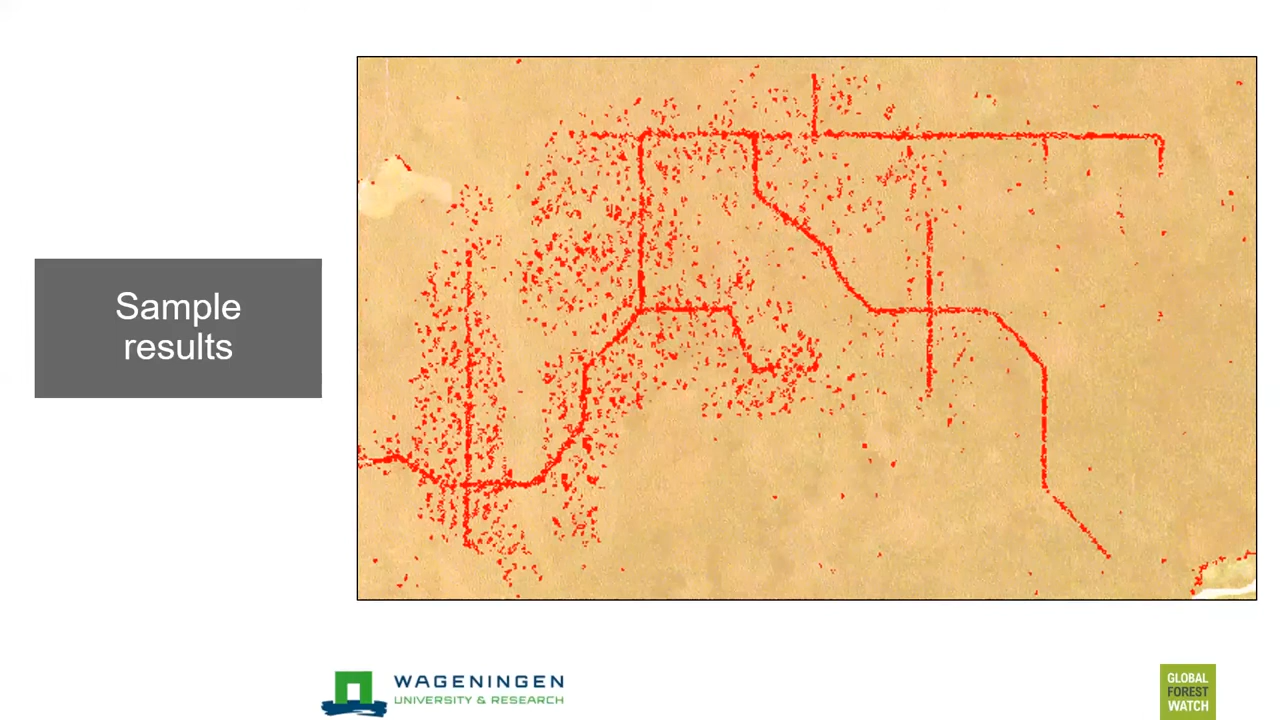 Sample
results
WAGENINGEN
UNIVERSITY & RESEARCH
GLOBAL
FOREST
WATCH